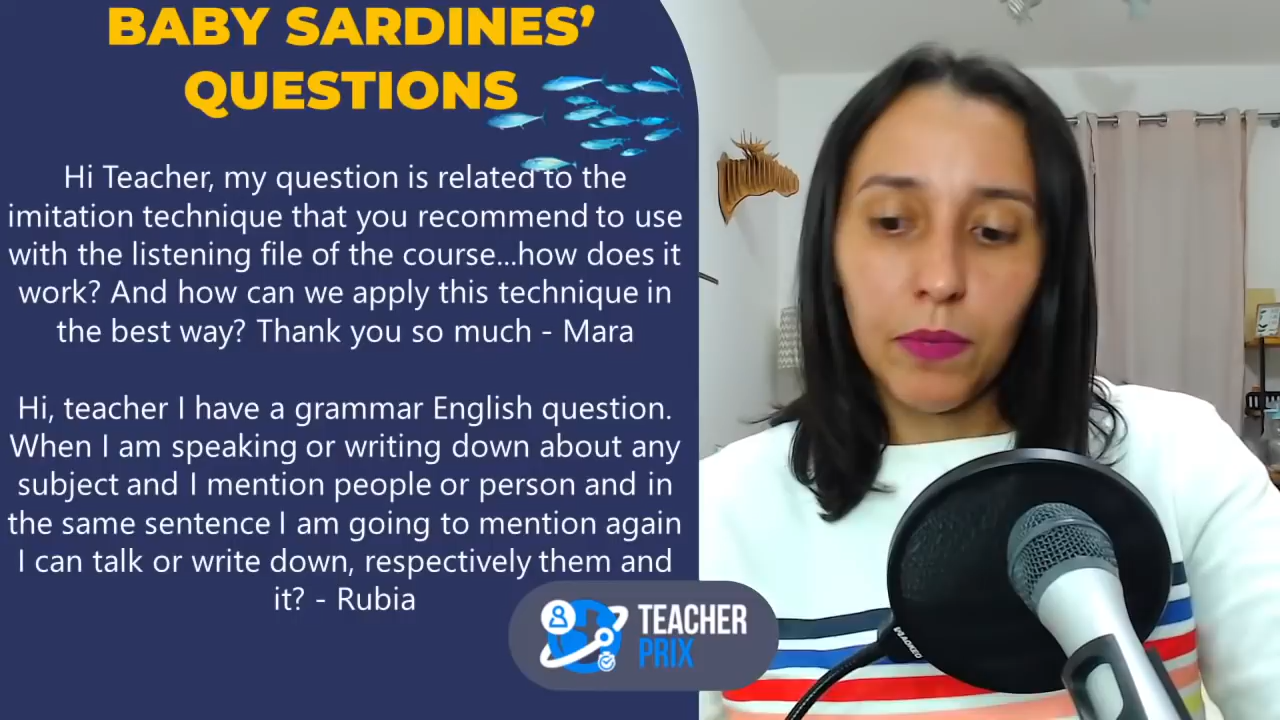 BABY SARDINES’
QUESTIONS
Hi Teacher, my question is related to the
imitation technique that you recommend to use
with the listening file of the course...how does it
work? And how can we apply this technique in
the best way? Thank you so much - Mara
Hi, teacher I have a grammar English question.
When I am speaking or writing down about any
subject and I mention people or person and in
the same sentence I am going to mention again
I can talk or write down, respectively them and
it? - Rubia
TEACHER
PRIX